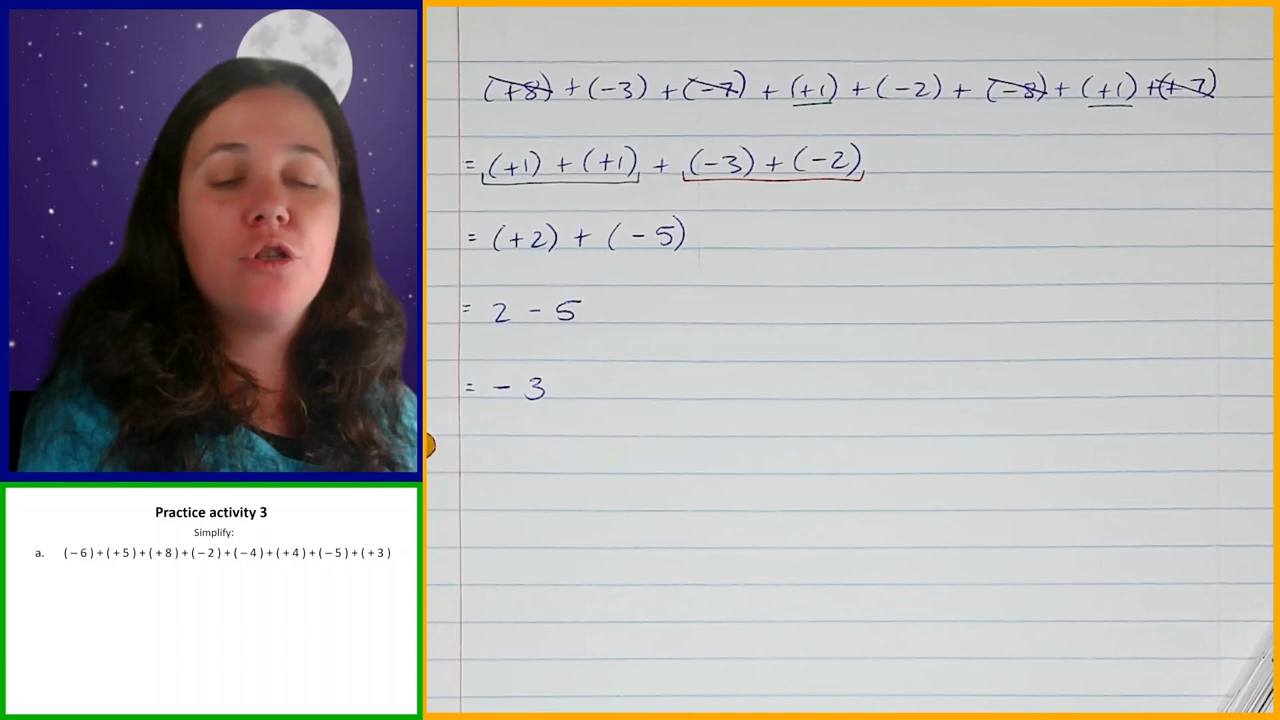 (+8) + (-3) + (-7) + (+1) + (-2) + (-8) + (+1) + (+7)
= (+1) + (+1) + (-3) + (-2)
= (+2) + (-5)
= 2 - 5
= - 3
Practice activity 3
Simplify:
a. (−6)+(+5)+(+8)+(−2)+(−4)+(+4)+(−5)+(+3)